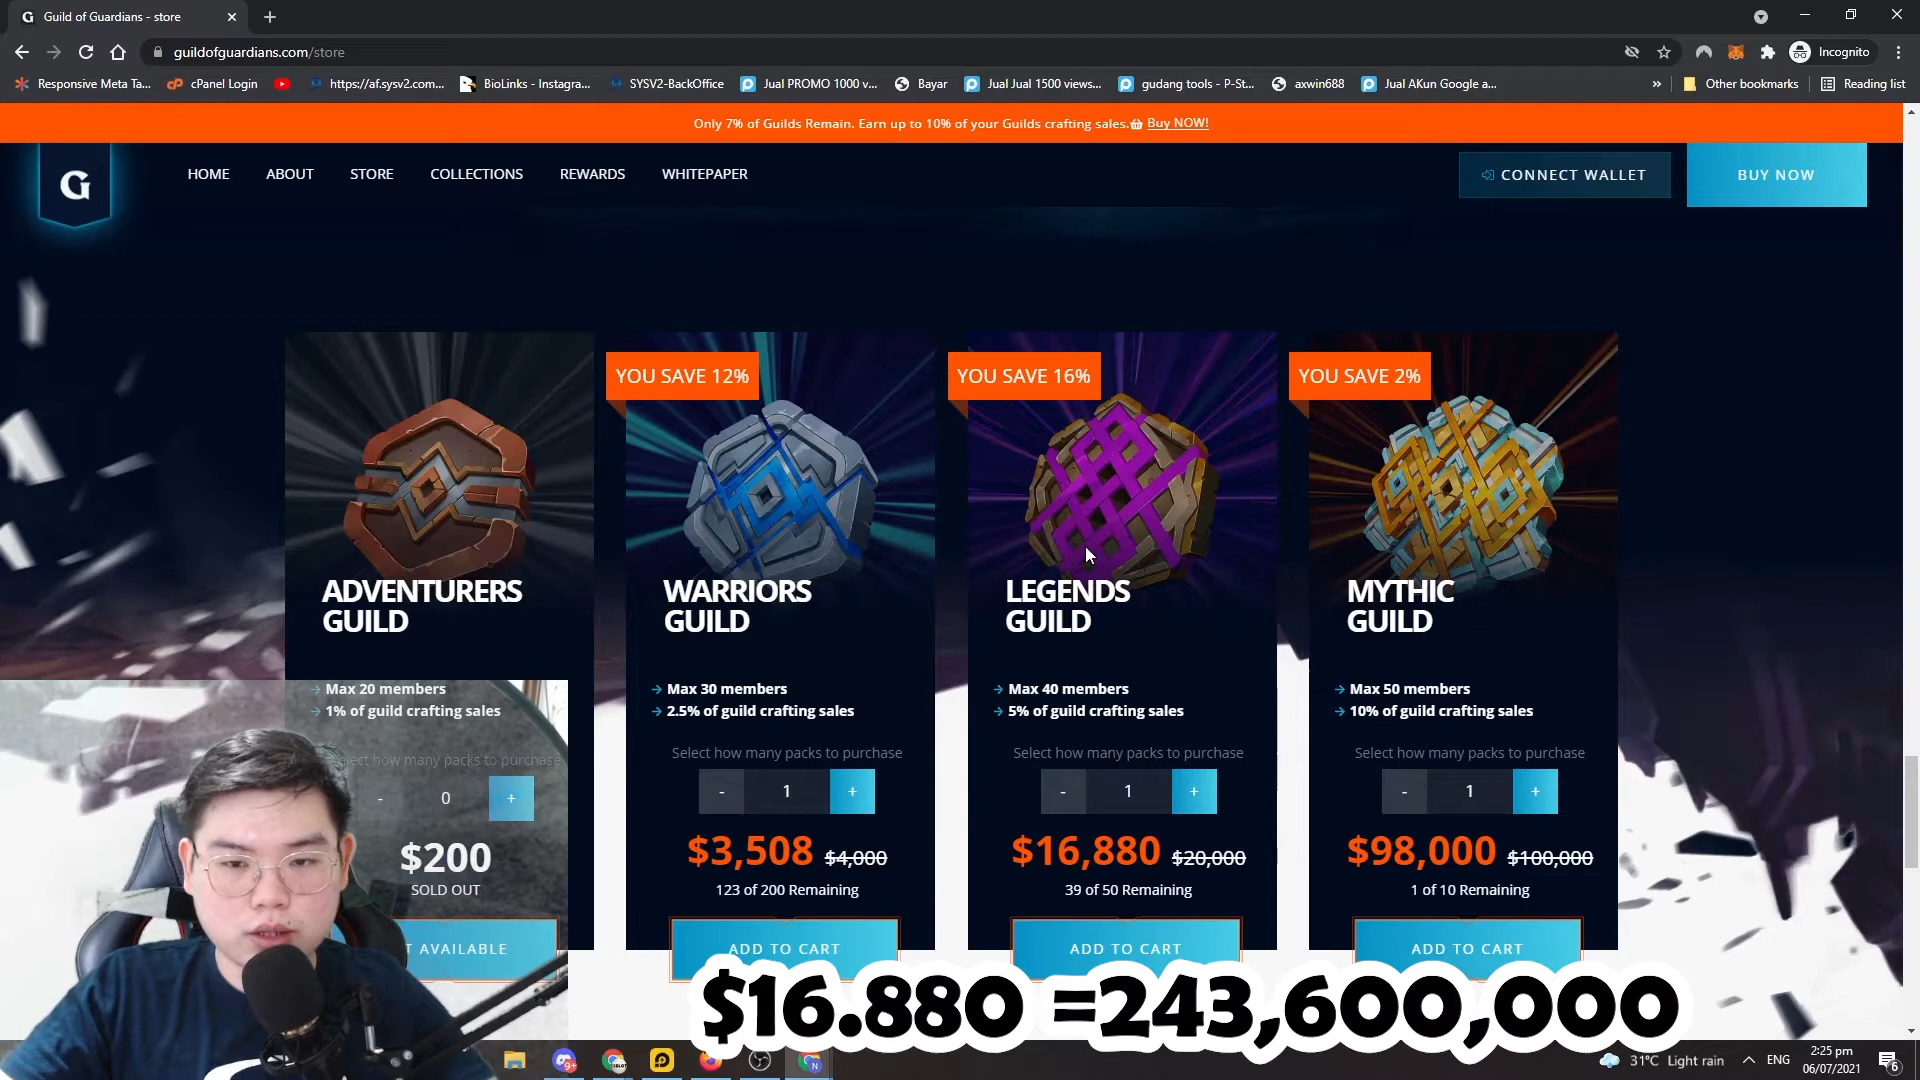 Guild of Guardians - store
guildofguardians.com/store
Incognito
Responsive Meta Ta...
cPanel Login
https://af.sysv2.com...
BioLinks - Instagra...
SYSV2-BackOffice
Jual PROMO 1000 v...
Bayar
Jual Jual 1500 views...
gudang tools - P-St...
axwin688
Jual AKun Google a...
Other bookmarks
Reading list
Only 7% of Guilds Remain. Earn up to 10% of your Guilds crafting sales. Buy NOW!
G
HOME
ABOUT
STORE
COLLECTIONS
REWARDS
WHITEPAPER
CONNECT WALLET
BUY NOW
ADVENTURERS
GUILD
Max 20 members
1% of guild crafting sales
Select how many packs to purchase
- 0 +
$200
SOLD OUT
AVAILABLE
YOU SAVE 12%
WARRIORS
GUILD
Max 30 members
2.5% of guild crafting sales
Select how many packs to purchase
- 1 +
$3,508 $4,000
123 of 200 Remaining
ADD TO CART
YOU SAVE 16%
LEGENDS
GUILD
Max 40 members
5% of guild crafting sales
Select how many packs to purchase
- 1 +
$16,880 $20,000
39 of 50 Remaining
ADD TO CART
YOU SAVE 2%
MYTHIC
GUILD
Max 50 members
10% of guild crafting sales
Select how many packs to purchase
- 1 +
$98,000 $100,000
1 of 10 Remaining
ADD TO CART
$16.880 =243,600,000
31°C Light rain
ENG
2:25 pm
06/07/2021